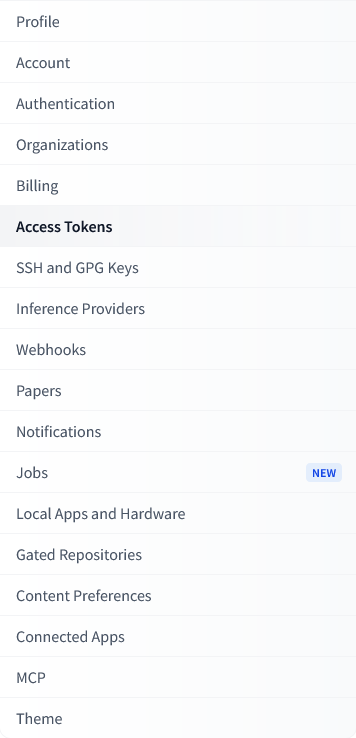 Profile
Account
Authentication
Organizations
Billing
Access Tokens
SSH and GPG Keys
Inference Providers
Webhooks
Papers
Notifications
Jobs NEW
Local Apps and Hardware
Gated Repositories
Content Preferences
Connected Apps
MCP
Theme